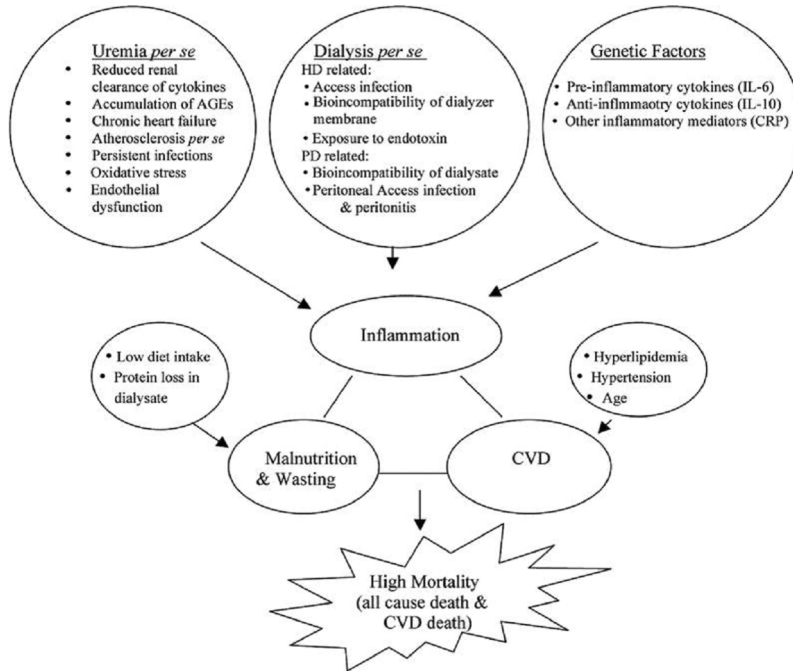 Uremia per se
• Reduced renal
clearance of cytokines
• Accumulation of AGEs
• Chronic heart failure
• Atherosclerosis per se
• Persistent infections
• Oxidative stress
• Endothelial
dysfunction
Dialysis per se
HD related:
• Access infection
• Bioincompatibility of dialyzer
membrane
• Exposure to endotoxin
PD related:
• Bioincompatibility of dialysate
• Peritoneal Access infection
& peritonitis
Genetic Factors
• Pre-inflammatory cytokines (IL-6)
• Anti-inflmmaotry cytokines (IL-10)
• Other inflammatory mediators (CRP)
Inflammation
• Low diet intake
• Protein loss in
dialysate
• Hyperlipidemia
• Hypertension
• Age
Malnutrition
& Wasting
CVD
High Mortality
(all cause death &
CVD death)